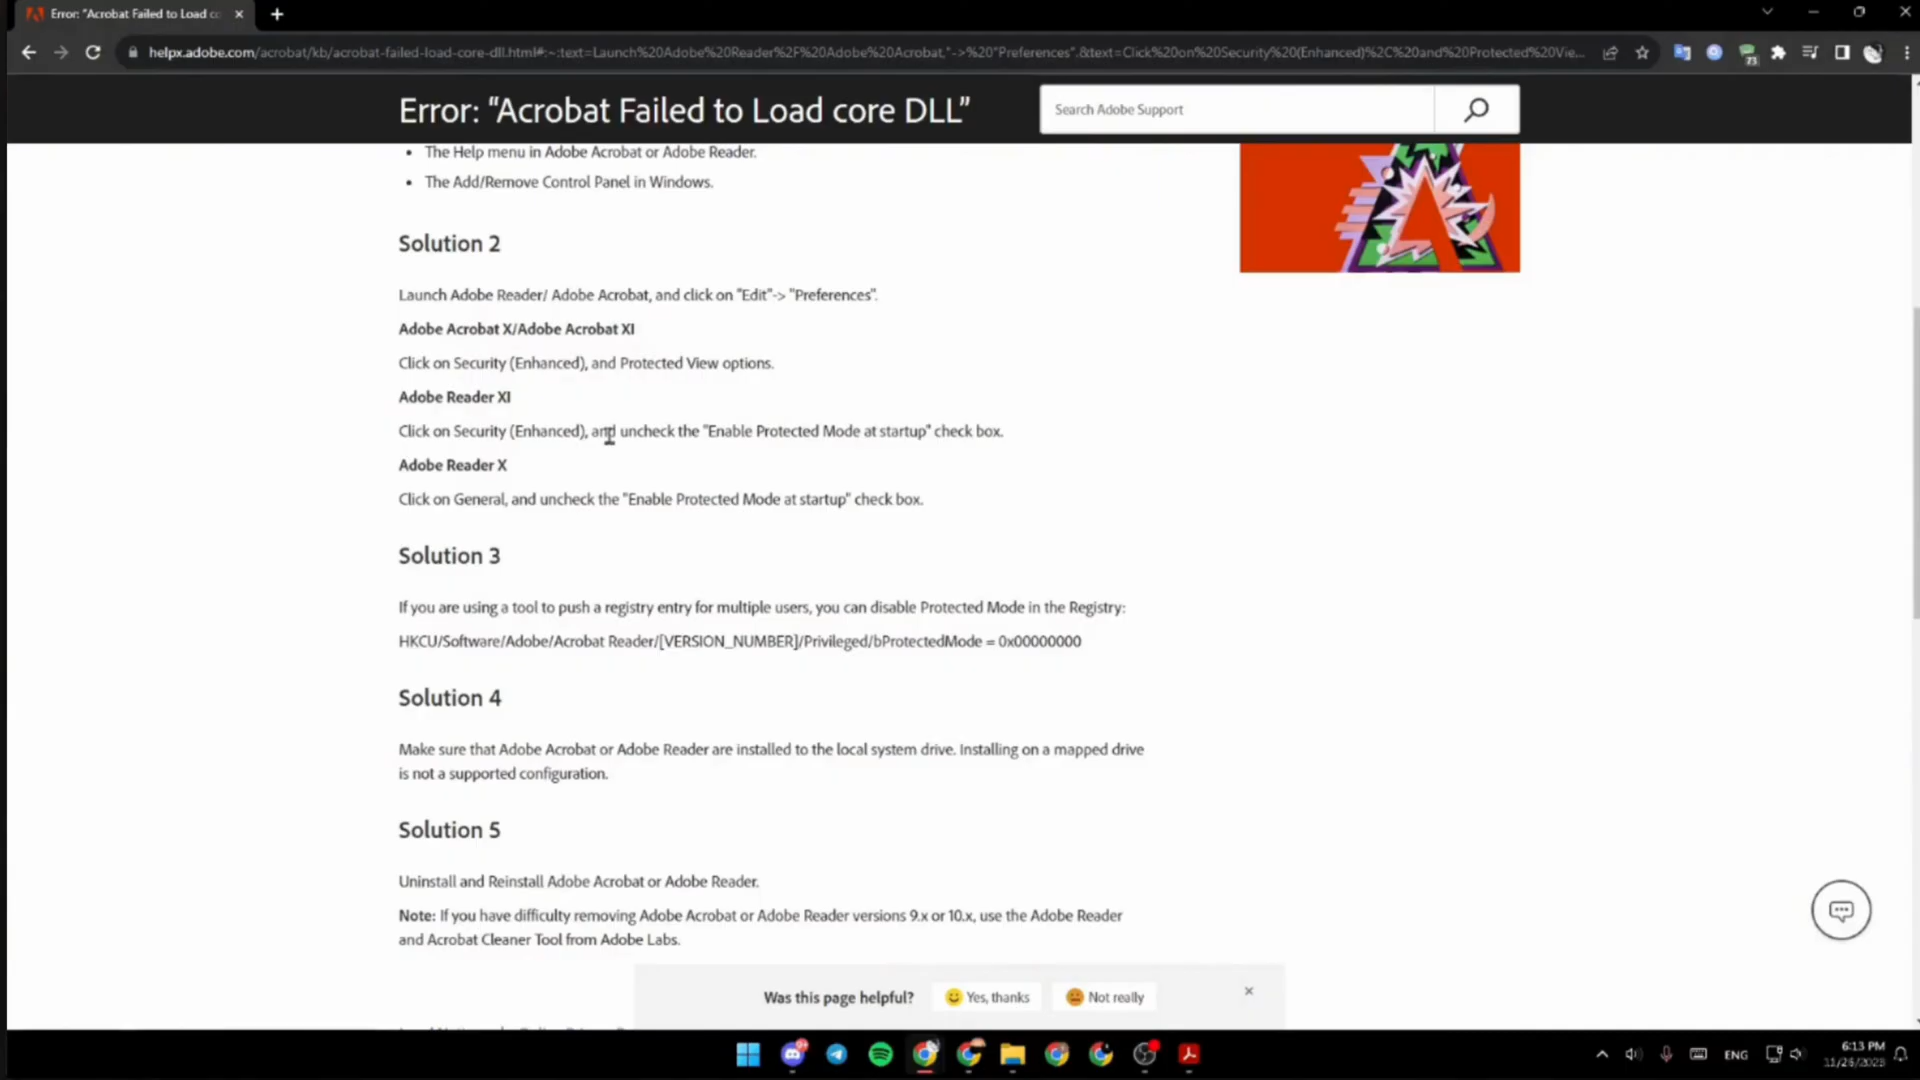 Error: "Acrobat Failed to Load co
helpx.adobe.com/acrobat/kb/acrobat-failed-load-core-dll.html#:~:text=Launch%20Adobe%20Reader%2F%20Adobe%20Acrobat,"->%20"Preferences".&text=Click%20on%20Security%20(Enhanced)%2C%20and%20Protected%20Vie...
73
Error: “Acrobat Failed to Load core DLL”
Search Adobe Support
• The Help menu in Adobe Acrobat or Adobe Reader.
• The Add/Remove Control Panel in Windows.
Solution 2
Launch Adobe Reader/ Adobe Acrobat, and click on "Edit"-> "Preferences".
Adobe Acrobat X/Adobe Acrobat XI
Click on Security (Enhanced), and Protected View options.
Adobe Reader XI
Click on Security (Enhanced), and uncheck the "Enable Protected Mode at startup" check box.
Adobe Reader X
Click on General, and uncheck the "Enable Protected Mode at startup" check box.
Solution 3
If you are using a tool to push a registry entry for multiple users, you can disable Protected Mode in the Registry:
HKCU/Software/Adobe/Acrobat Reader/[VERSION_NUMBER]/Privileged/bProtectedMode = 0x00000000
Solution 4
Make sure that Adobe Acrobat or Adobe Reader are installed to the local system drive. Installing on a mapped drive
is not a supported configuration.
Solution 5
Uninstall and Reinstall Adobe Acrobat or Adobe Reader.
Note: If you have difficulty removing Adobe Acrobat or Adobe Reader versions 9.x or 10.x, use the Adobe Reader
and Acrobat Cleaner Tool from Adobe Labs.
Was this page helpful?
Yes, thanks
Not really
ENG
6:13 PM
11/26/2023